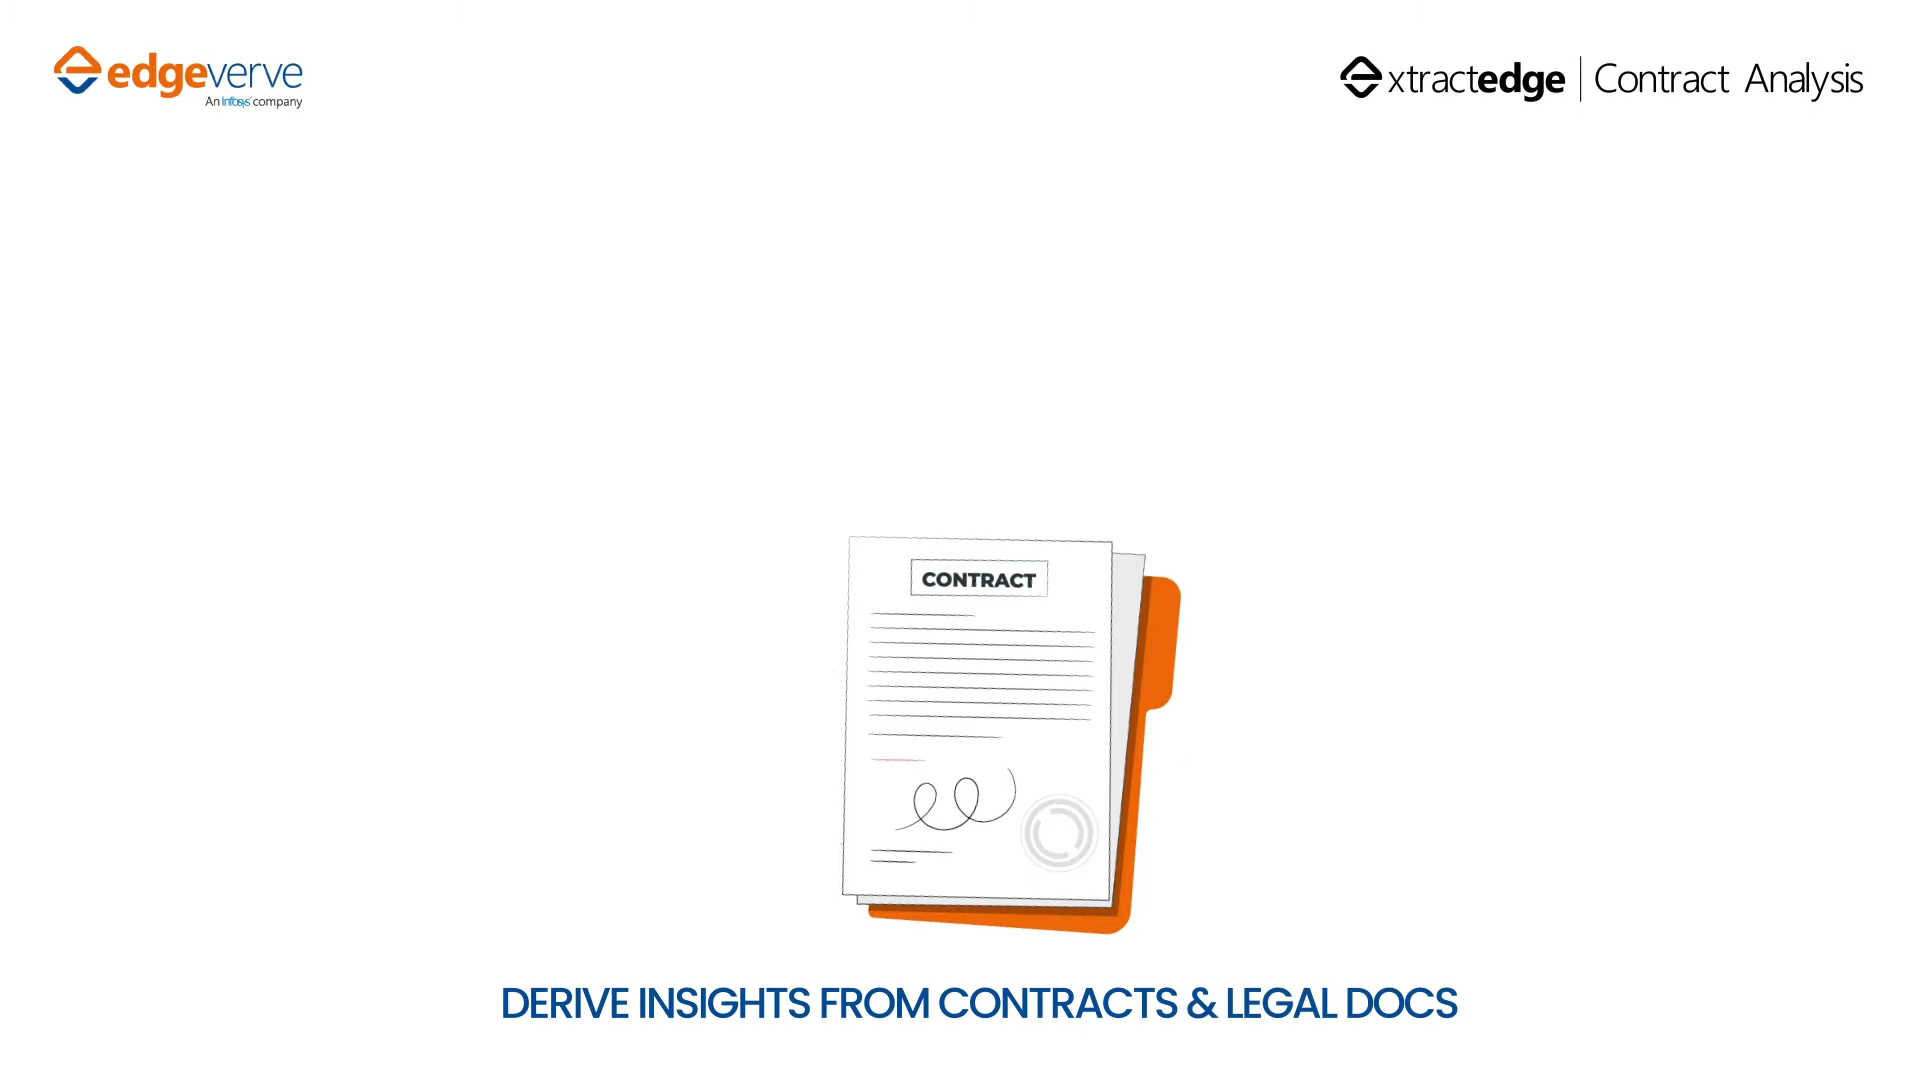 edgeverve
An Infosys company
xtractedge | Contract Analysis
CONTRACT
DERIVE INSIGHTS FROM CONTRACTS & LEGAL DOCS